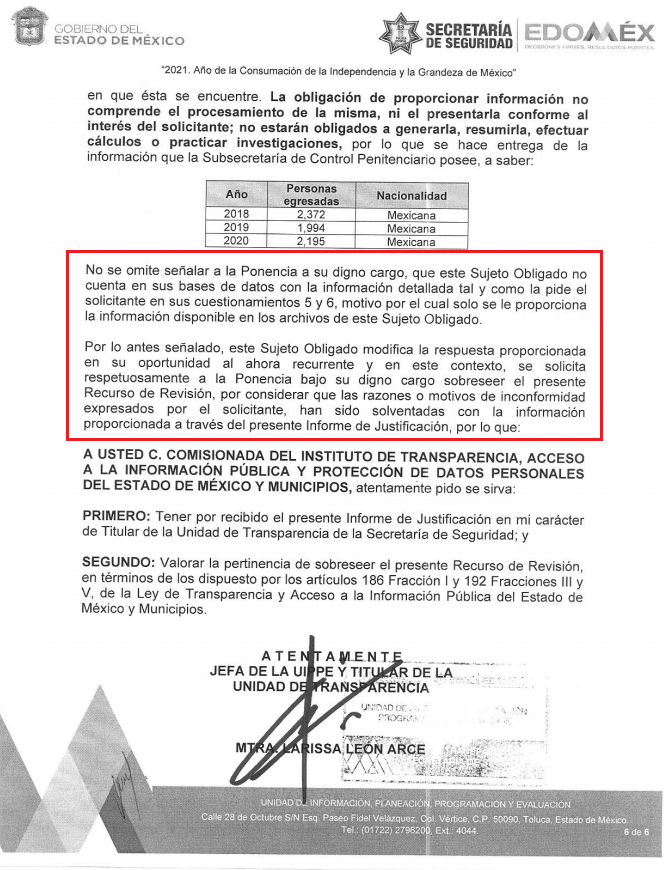 GOBIERNO DEL
ESTADO DE MÉXICO
SECRETARÍA
DE SEGURIDAD
EDOMÉX
DECISIONES FIRMES, RESULTADOS FUERTES.
"2021. Año de la Consumación de la Independencia y la Grandeza de México"
en que ésta se encuentre. La obligación de proporcionar información no
comprende el procesamiento de la misma, ni el presentarla conforme al
interés del solicitante; no estarán obligados a generarla, resumirla, efectuar
cálculos o practicar investigaciones, por lo que se hace entrega de la
información que la Subsecretaría de Control Penitenciario posee, a saber:
Año Personas egresadas Nacionalidad
2018 2,372 Mexicana
2019 1,994 Mexicana
2020 2,195 Mexicana
No se omite señalar a la Ponencia a su digno cargo, que este Sujeto Obligado no
cuenta en sus bases de datos con la información detallada tal y como la pide el
solicitante en sus cuestionamientos 5 y 6, motivo por el cual solo se le proporciona
la información disponible en los archivos de este Sujeto Obligado.
Por lo antes señalado, este Sujeto Obligado modifica la respuesta proporcionada
en su oportunidad al ahora recurrente y en este contexto, se solicita
respetuosamente a la Ponencia bajo su digno cargo sobreseer el presente
Recurso de Revisión, por considerar que las razones o motivos de inconformidad
expresados por el solicitante, han sido solventadas con la información
proporcionada a través del presente Informe de Justificación, por lo que:
A USTED C. COMISIONADA DEL INSTITUTO DE TRANSPARENCIA, ACCESO
A LA INFORMACIÓN PÚBLICA Y PROTECCIÓN DE DATOS PERSONALES
DEL ESTADO DE MÉXICO Y MUNICIPIOS, atentamente pido se sirva:
PRIMERO: Tener por recibido el presente Informe de Justificación en mi carácter
de Titular de la Unidad de Transparencia de la Secretaría de Seguridad; y
SEGUNDO: Valorar la pertinencia de sobreseer el presente Recurso de Revisión,
en términos de los dispuesto por los artículos 186 Fracción I y 192 Fracciones III y
V, de la Ley de Transparencia y Acceso a la Información Pública del Estado de
México y Municipios.
A T E N T A M E N T E
JEFA DE LA UIPPE Y TITULAR DE LA
UNIDAD DE TRANSPARENCIA
UNIDAD DE
MTRA. LARISSA LEÓN ARCE
UNIDAD DE INFORMACIÓN, PLANEACIÓN, PROGRAMACIÓN Y EVALUACIÓN
Calle 28 de Octubre S/N Esq. Paseo Fidel Velázquez, Col. Vértice, C.P. 50090, Toluca, Estado de México.
Tel.: (01722) 2796200, Ext.: 4044
6 de 6